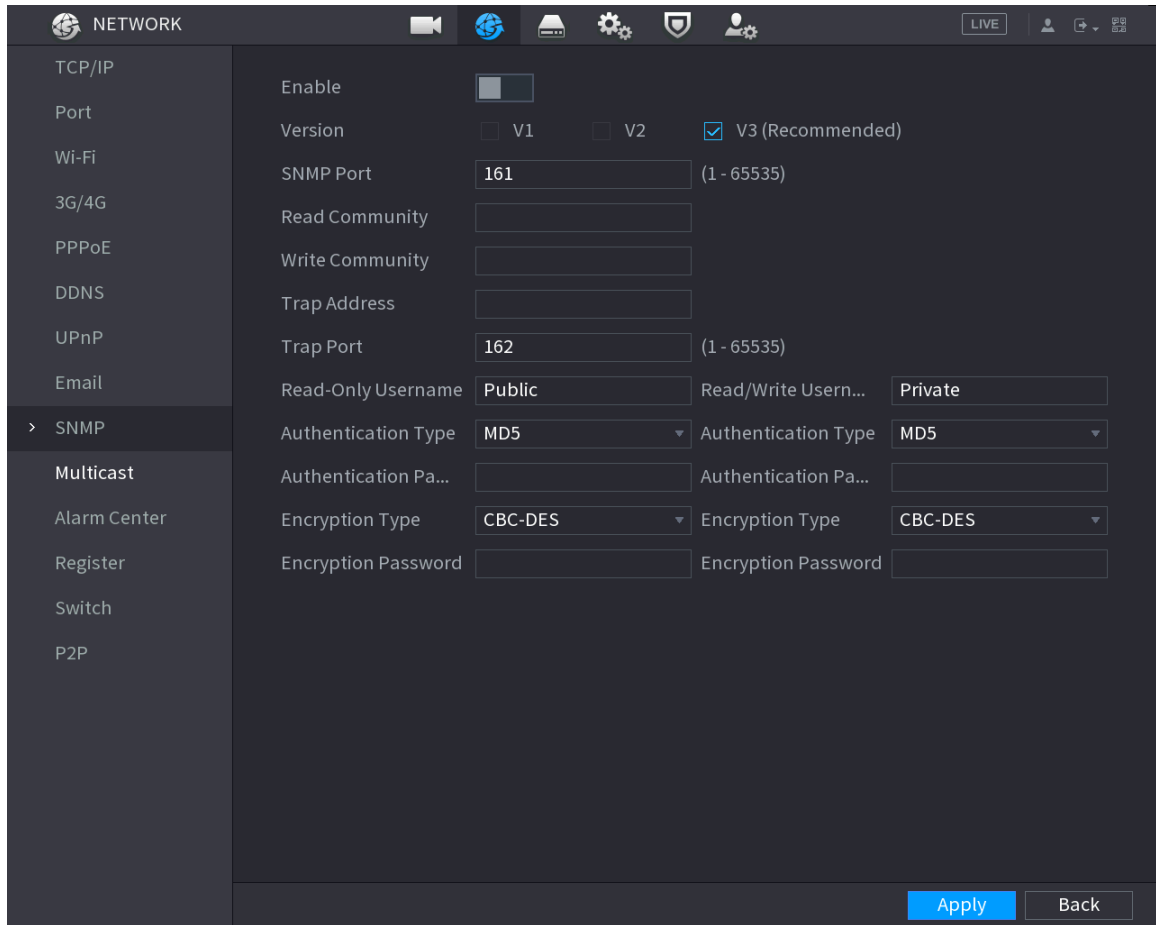 NETWORK
LIVE
TCP/IP
Port
Wi-Fi
3G/4G
PPPoE
DDNS
UPnP
Email
SNMP
Multicast
Alarm Center
Register
Switch
P2P
Enable
Version V1 V2 V3 (Recommended)
SNMP Port 161 (1 - 65535)
Read Community
Write Community
Trap Address
Trap Port 162 (1 - 65535)
Read-Only Username Public Read/Write Usern... Private
Authentication Type MD5 Authentication Type MD5
Authentication Pa... Authentication Pa...
Encryption Type CBC-DES Encryption Type CBC-DES
Encryption Password Encryption Password
Apply Back